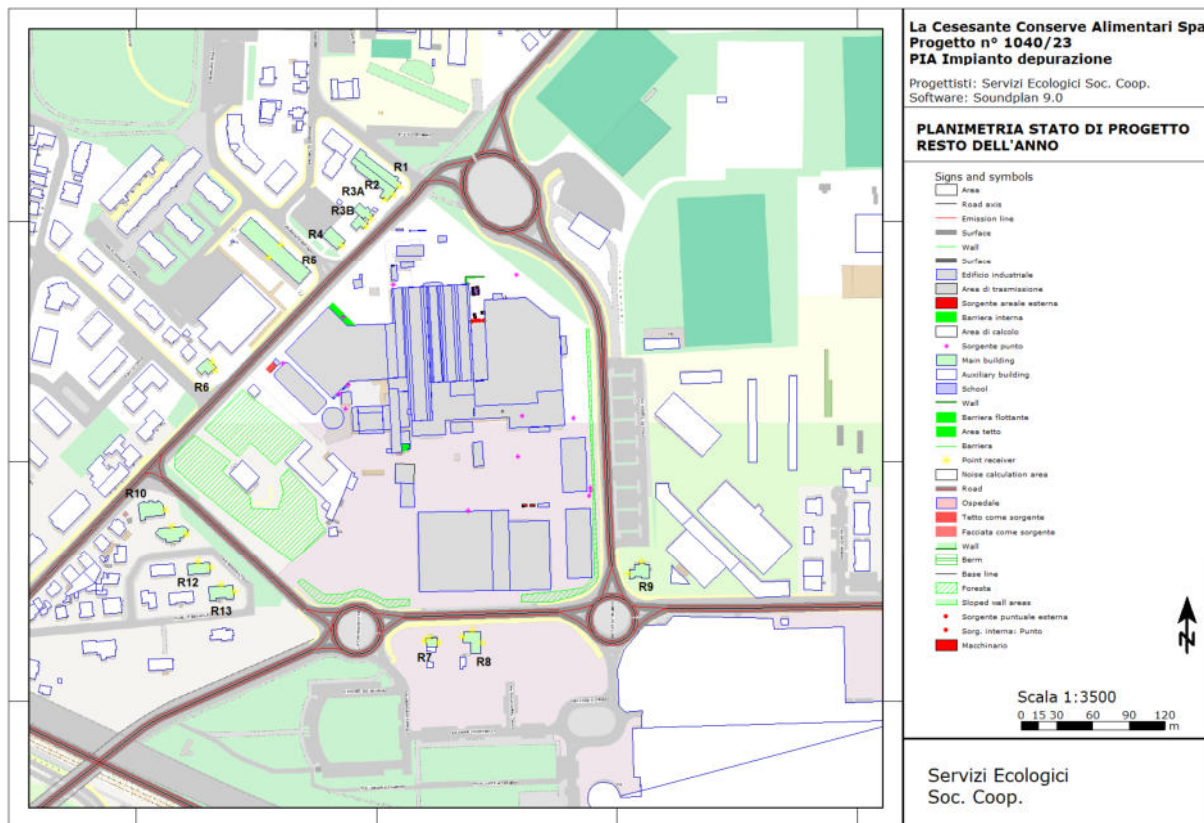 La Cesesante Conserve Alimentari Spa
Progetto n° 1040/23
PIA Impianto depurazione
Progettisti: Servizi Ecologici Soc. Coop.
Software: Soundplan 9.0
PLANIMETRIA STATO DI PROGETTO
RESTO DELL'ANNO
Signs and symbols
Area
Road axis
Emission line
Surface
Wall
Surface
Edificio industriale
Area di trasmissione
Sorgente areale esterna
Barriera interna
Area di calcolo
Sorgente punto
Main building
Auxiliary building
School
Wall
Barriera flottante
Area tetto
Barriera
Point receiver
Noise calculation area
Road
Ospedale
Tetto come sorgente
Facciata come sorgente
Wall
Berm
Base line
Foresta
Sloped wall areas
Sorgente puntuale esterna
Sorg. interna: Punto
Macchinario
N
Scala 1:3500
0 15 30 60 90 120
m
Servizi Ecologici
Soc. Coop.
R1
R2
R3A
R3B
R4
R6
R6
R10
R12
R13
R9
R7
R8